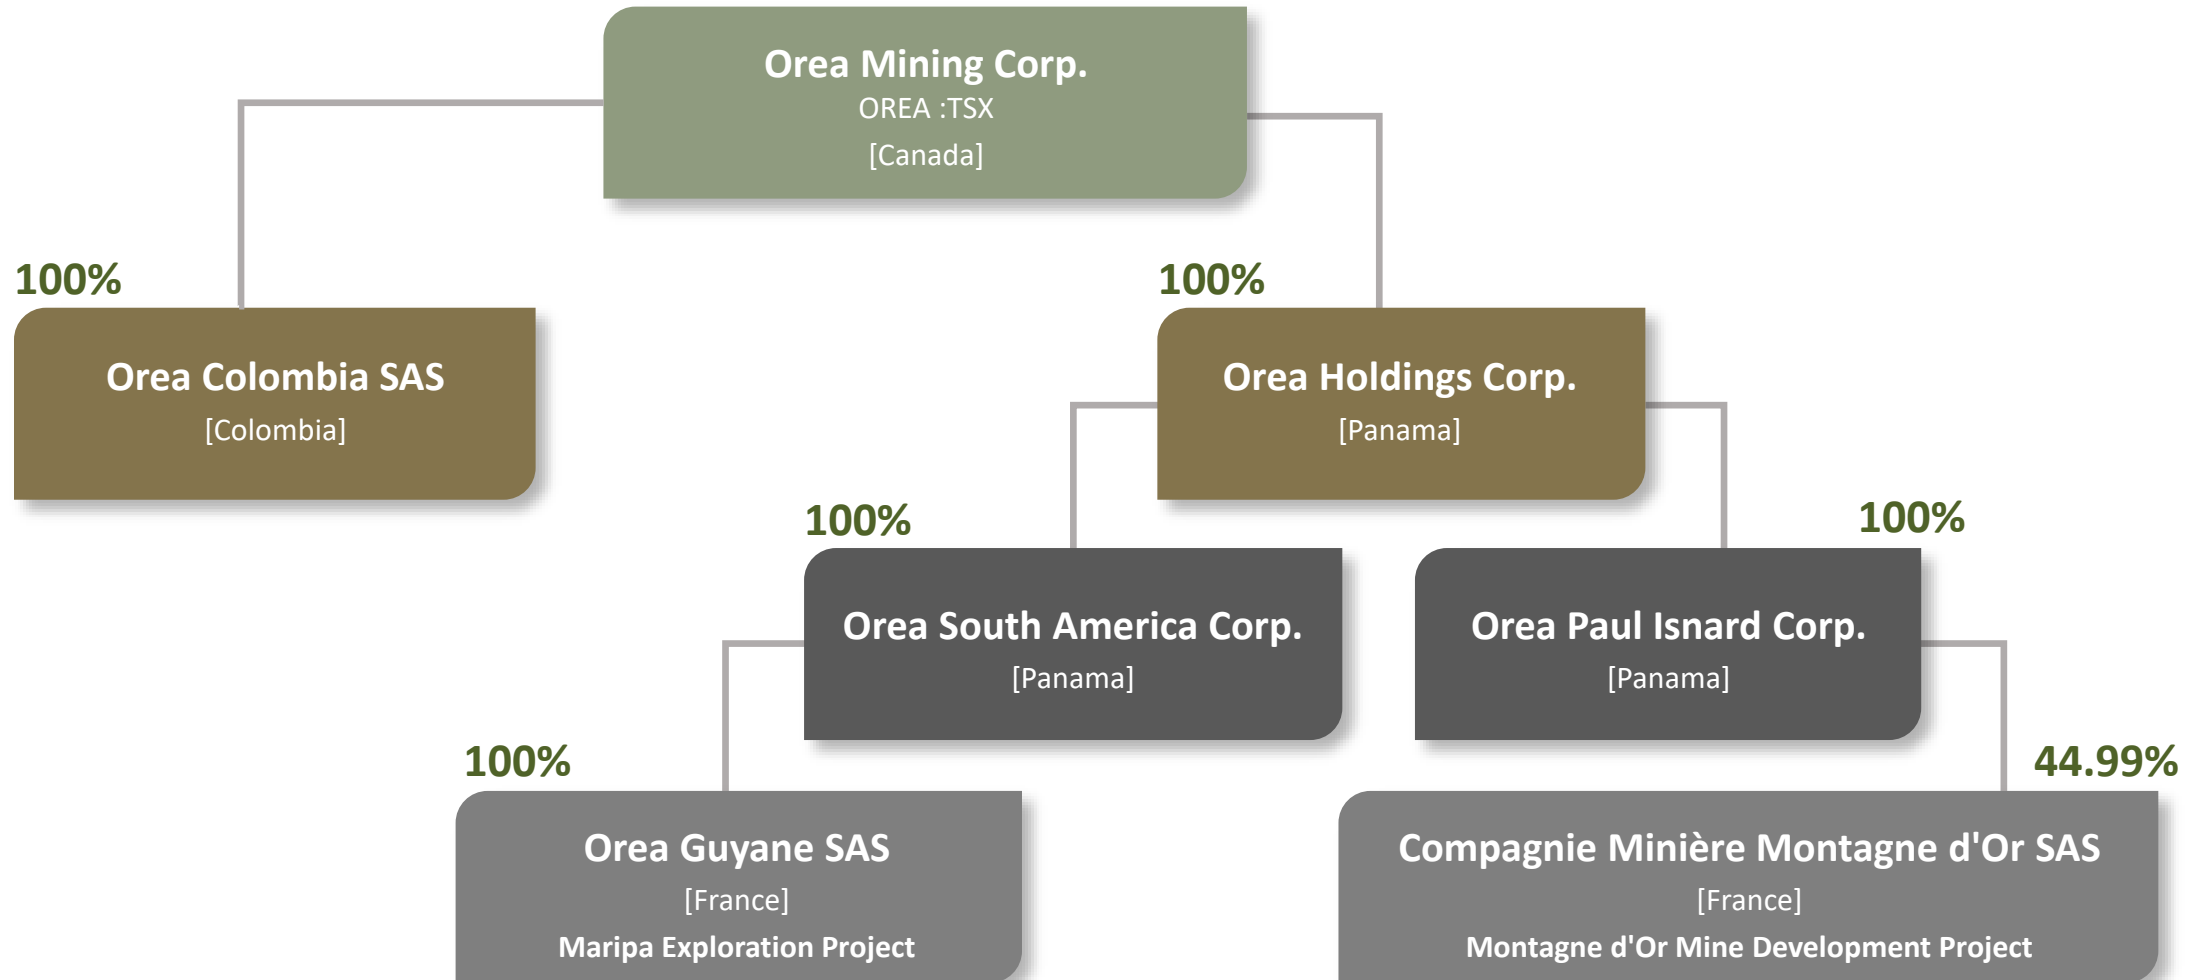 Orea Mining Corp.
OREA :TSX
[Canada]
100%
100%
Orea Colombia SAS
[Colombia]
Orea Holdings Corp.
[Panama]
100%
100%
Orea South America Corp.
[Panama]
Orea Paul Isnard Corp.
[Panama]
100%
44.99%
Orea Guyane SAS
[France]
Maripa Exploration Project
Compagnie Minière Montagne d'Or SAS
[France]
Montagne d'Or Mine Development Project